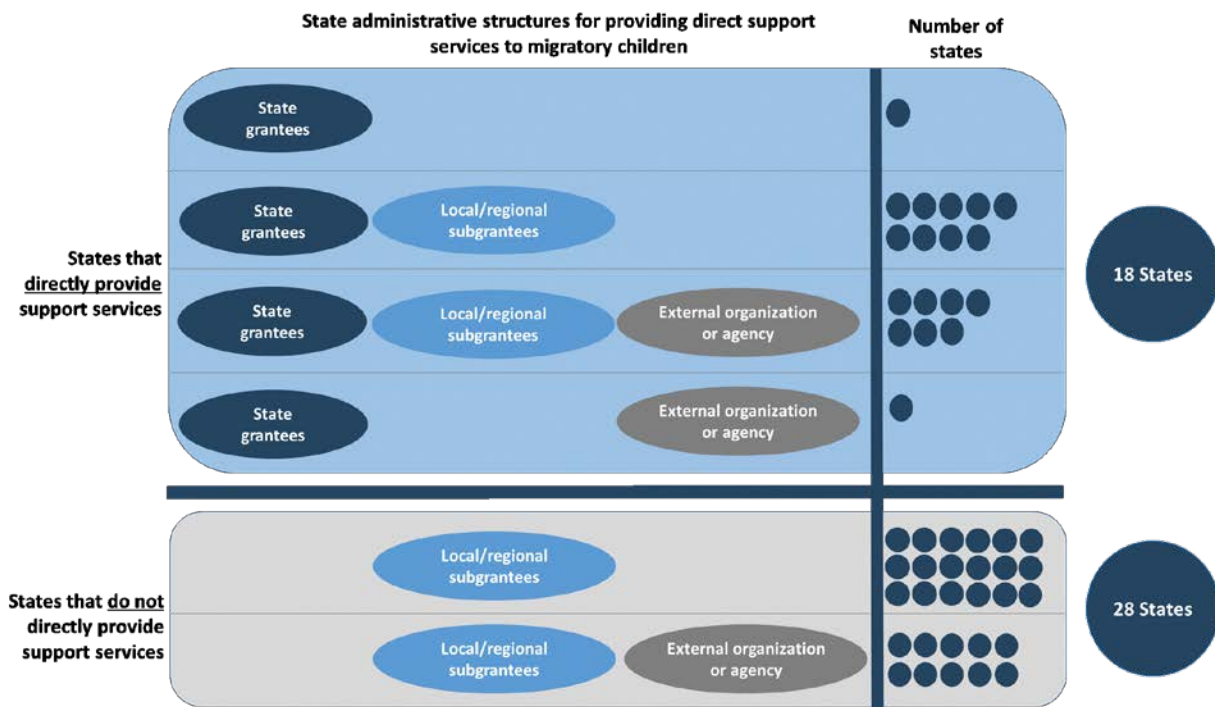 State administrative structures for providing direct support
services to migratory children
Number of
states
State
grantees
State
grantees
Local/regional
subgrantees
States that
directly provide
support services
State
grantees
Local/regional
subgrantees
External organization
or agency
State
grantees
External organization
or agency
18 States
Local/regional
subgrantees
States that do not
directly provide
support services
Local/regional
subgrantees
External organization
or agency
28 States